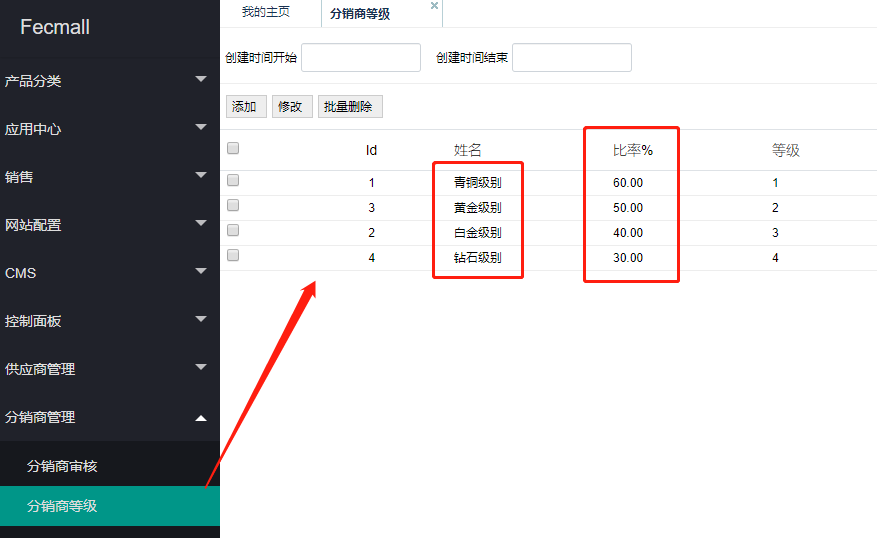 Fecmall
产品分类
应用中心
销售
网站配置
CMS
控制面板
供应商管理
分销商管理
分销商审核
分销商等级
我的主页 分销商等级
创建时间开始 创建时间结束
添加 修改 批量删除
Id 姓名 比率% 等级
1 青铜级别 60.00 1
3 黄金级别 50.00 2
2 白金级别 40.00 3
4 钻石级别 30.00 4